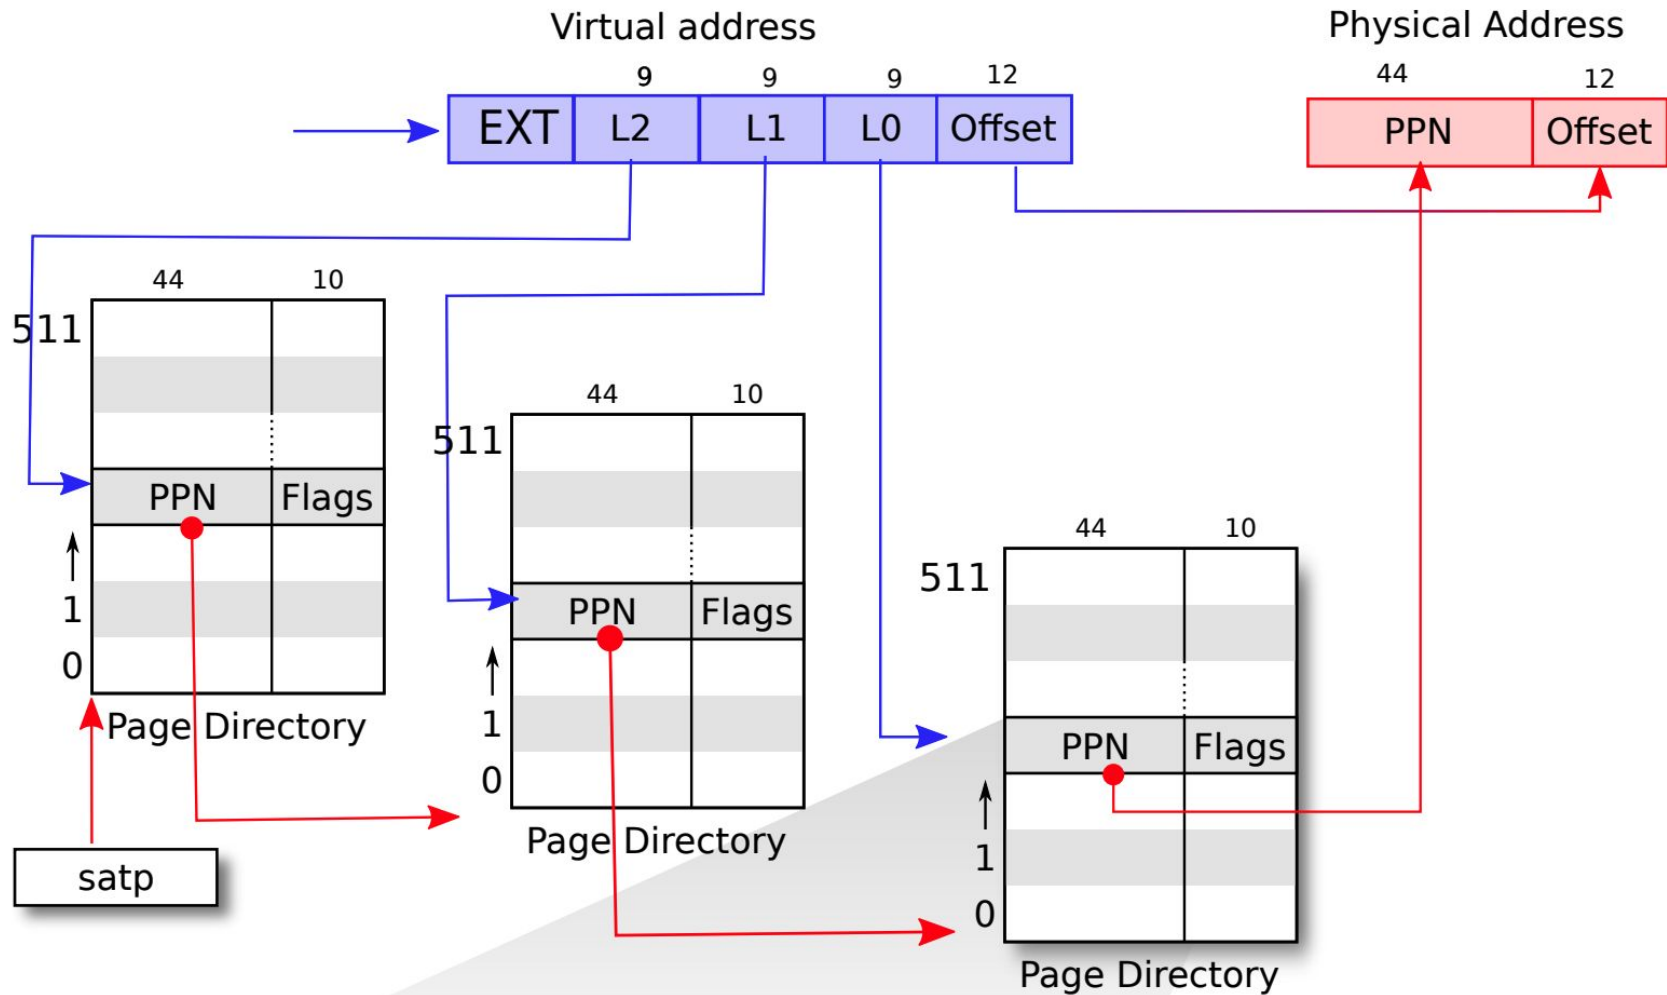 Virtual address
Physical Address
9 9 9 12
44 12
EXT L2 L1 L0 Offset
PPN Offset
44 10
511
PPN Flags
1
0
Page Directory
satp
44 10
511
PPN Flags
1
0
Page Directory
44 10
511
PPN Flags
1
0
Page Directory